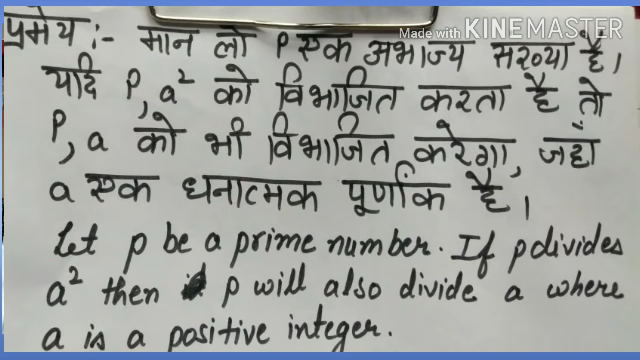 Made with KINEMASTER
प्रमेय :- मान लो P एक अभाज्य संख्या है।
यदि P, a² को विभाजित करता है तो
P, a को भी विभाजित करेगा, जहां
a एक धनात्मक पूर्णांक है।
Let p be a prime number. If p divides
a² then p will also divide a where
a is a positive integer.